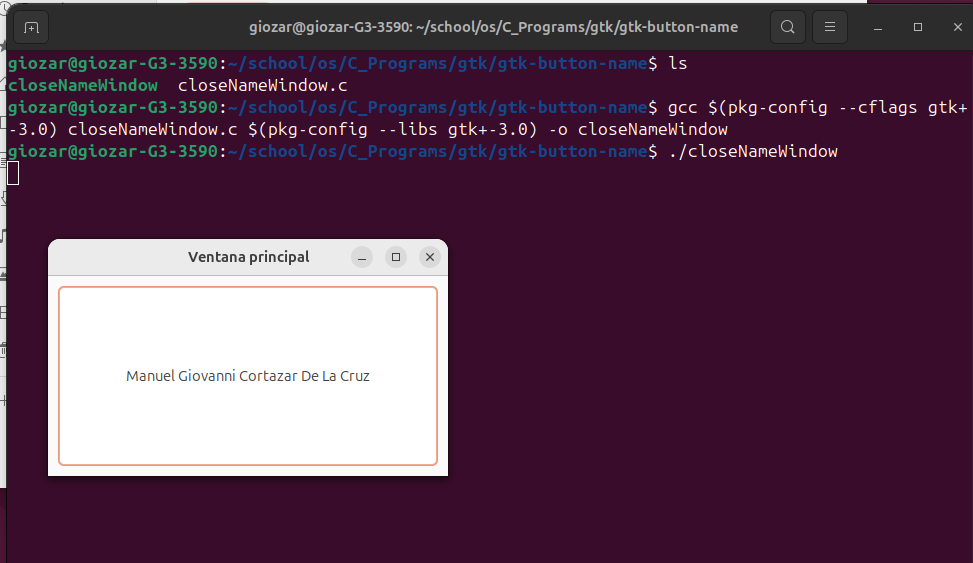 giozar@giozar-G3-3590: ~/school/os/C_Programs/gtk/gtk-button-name
giozar@giozar-G3-3590:~/school/os/C_Programs/gtk/gtk-button-name$ ls
closeNameWindow  closeNameWindow.c
giozar@giozar-G3-3590:~/school/os/C_Programs/gtk/gtk-button-name$ gcc $(pkg-config --cflags gtk+
-3.0) closeNameWindow.c $(pkg-config --libs gtk+-3.0) -o closeNameWindow
giozar@giozar-G3-3590:~/school/os/C_Programs/gtk/gtk-button-name$ ./closeNameWindow
Ventana principal
Manuel Giovanni Cortazar De La Cruz